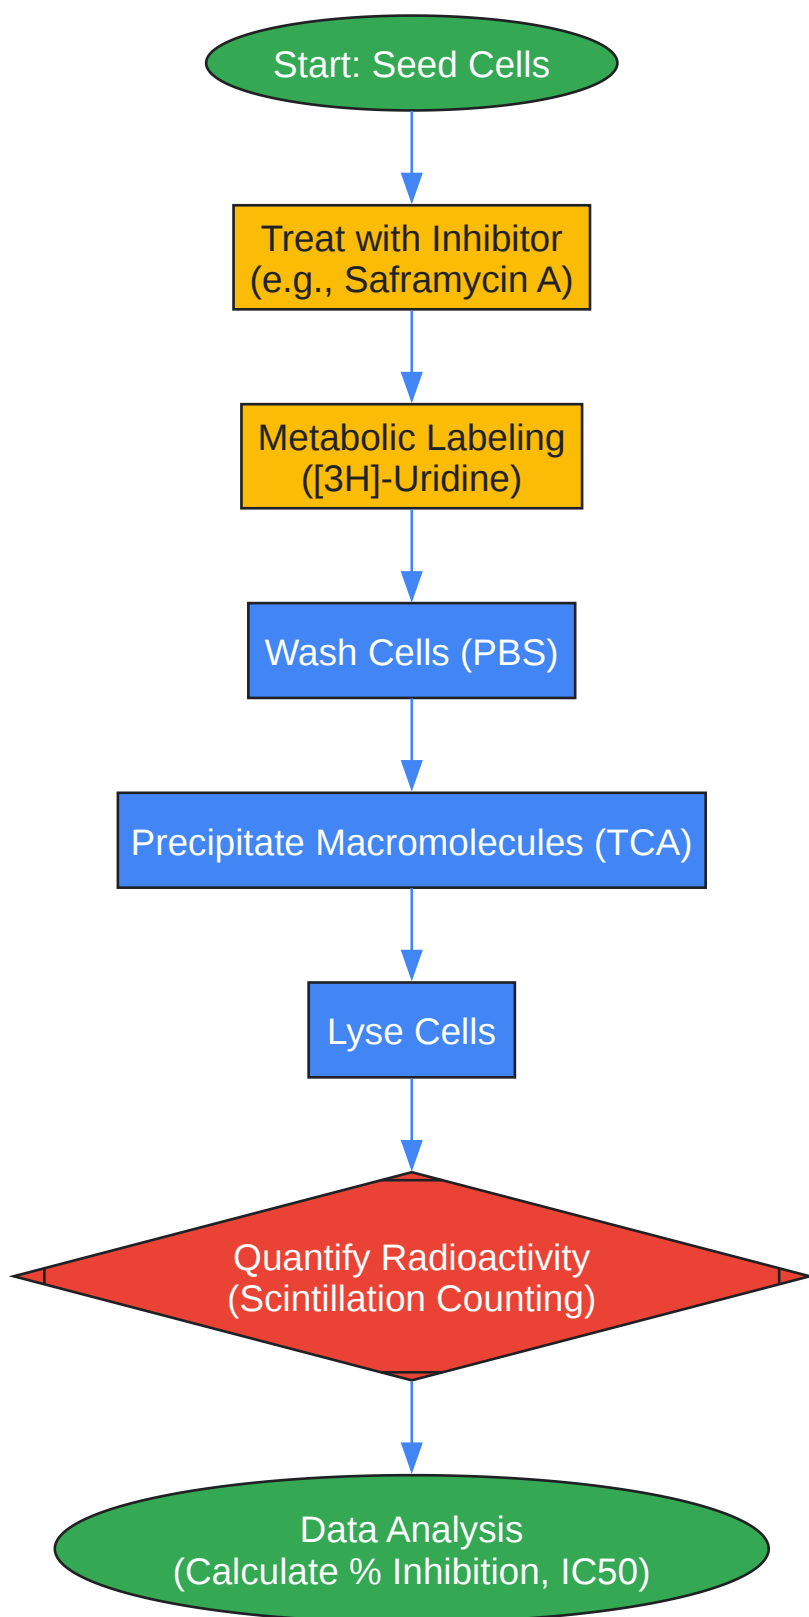 Start: Seed Cells
Treat with Inhibitor
(e.g., Saframycin A)
Metabolic Labeling
([3H]-Uridine)
Wash Cells (PBS)
Precipitate Macromolecules (TCA)
Lyse Cells
Quantify Radioactivity
(Scintillation Counting)
Data Analysis
(Calculate % Inhibition, IC50)